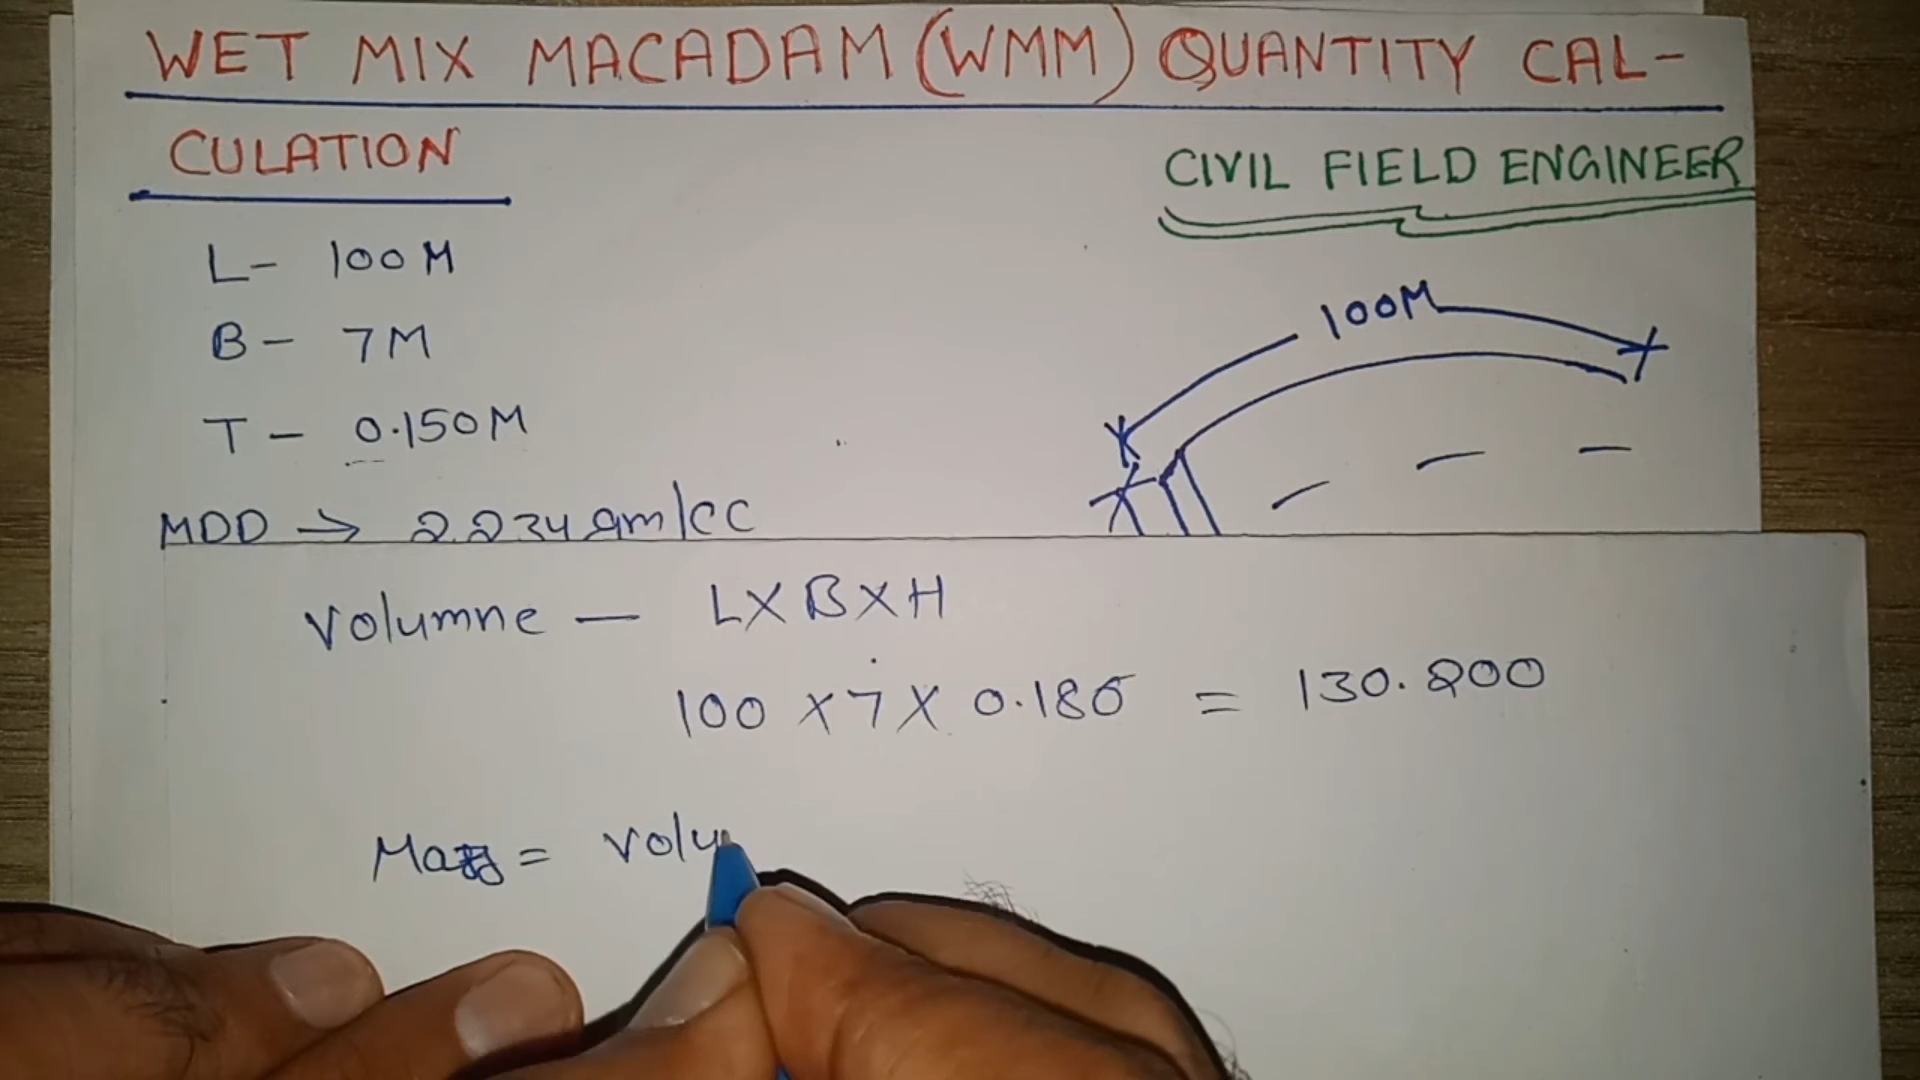 WET MIX MACADAM (WMM) QUANTITY CAL-
CULATION
CIVIL FIELD ENGINEER
L- 100M
B- 7M
T- 0.150M
MDD → 2.234 gm/cc
100M
Volumne — LXBXH
100 X 7 X 0.186 = 130.200
Mass = Volu